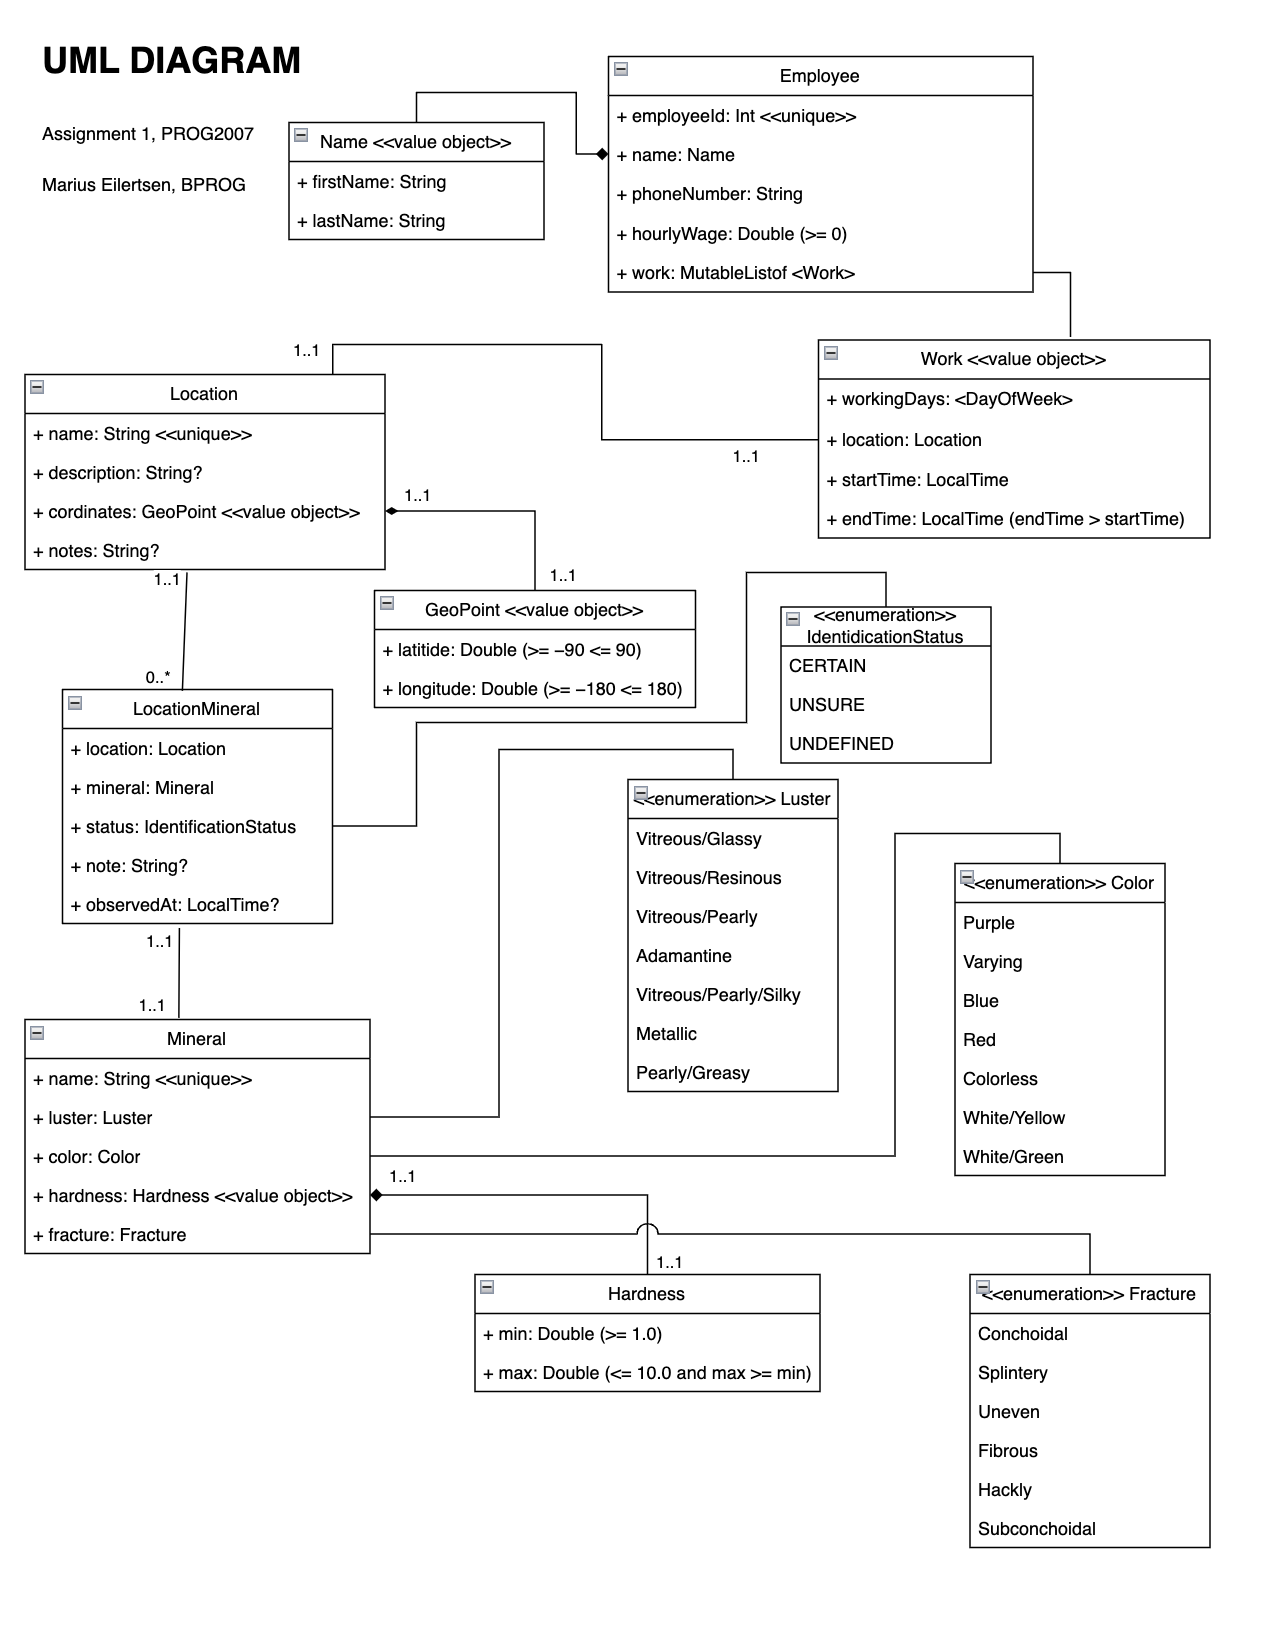 UML DIAGRAM
Assignment 1, PROG2007
Marius Eilertsen, BPROG
Name <<value object>>
+ firstName: String
+ lastName: String
Employee
+ employeeId: Int <<unique>>
+ name: Name
+ phoneNumber: String
+ hourlyWage: Double (>= 0)
+ work: MutableListof <Work>
1..1
1..1
Work <<value object>>
+ workingDays: <DayOfWeek>
+ location: Location
+ startTime: LocalTime
+ endTime: LocalTime (endTime > startTime)
Location
+ name: String <<unique>>
+ description: String?
+ cordinates: GeoPoint <<value object>>
+ notes: String?
1..1
1..1
GeoPoint <<value object>>
+ latitide: Double (>= −90 <= 90)
+ longitude: Double (>= −180 <= 180)
<<enumeration>>
IdentidicationStatus
CERTAIN
UNSURE
UNDEFINED
1..1
0..*
LocationMineral
+ location: Location
+ mineral: Mineral
+ status: IdentificationStatus
+ note: String?
+ observedAt: LocalTime?
<<enumeration>> Luster
Vitreous/Glassy
Vitreous/Resinous
Vitreous/Pearly
Adamantine
Vitreous/Pearly/Silky
Metallic
Pearly/Greasy
<<enumeration>> Color
Purple
Varying
Blue
Red
Colorless
White/Yellow
White/Green
1..1
1..1
Mineral
+ name: String <<unique>>
+ luster: Luster
+ color: Color
+ hardness: Hardness <<value object>>
+ fracture: Fracture
1..1
1..1
Hardness
+ min: Double (>= 1.0)
+ max: Double (<= 10.0 and max >= min)
<<enumeration>> Fracture
Conchoidal
Splintery
Uneven
Fibrous
Hackly
Subconchoidal